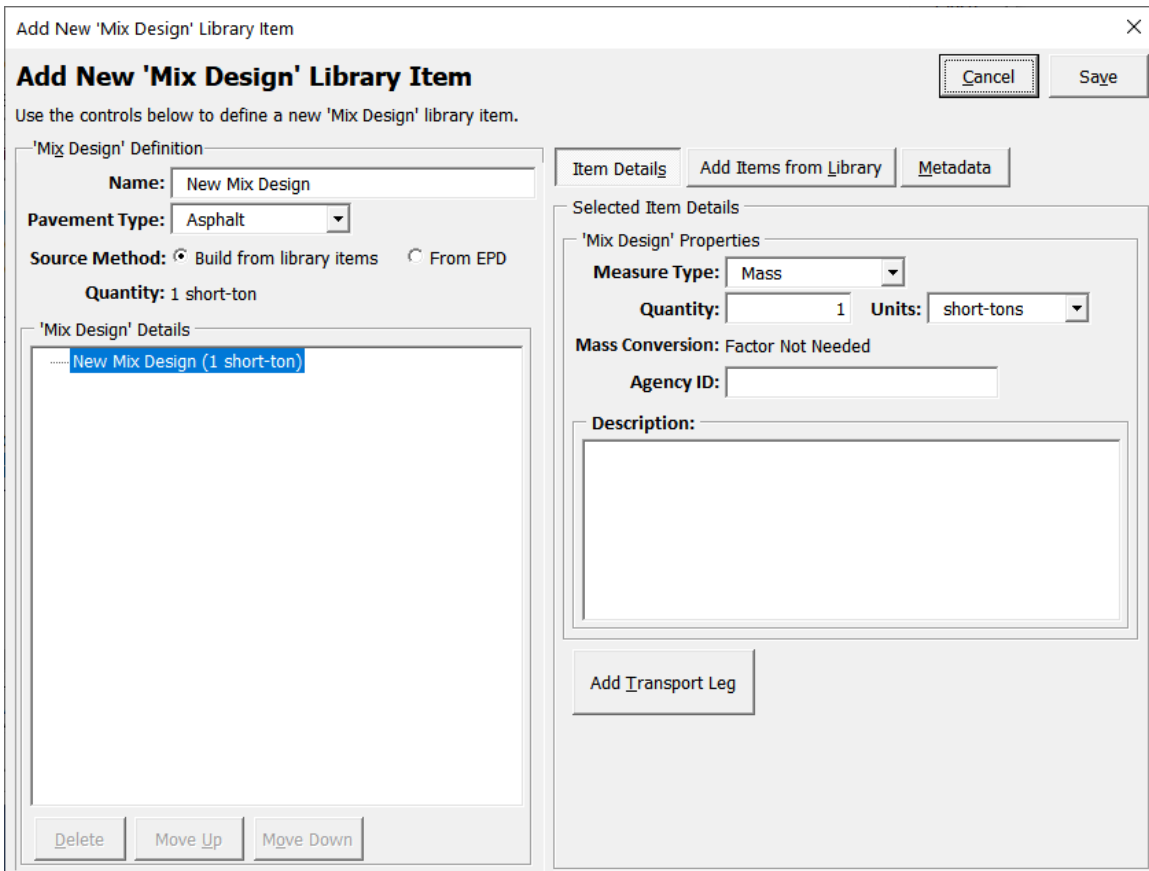 Add New 'Mix Design' Library Item
Add New 'Mix Design' Library Item
Cancel
Save
Use the controls below to define a new 'Mix Design' library item.
'Mix Design' Definition
Name: New Mix Design
Pavement Type: Asphalt
Source Method: Build from library items From EPD
Quantity: 1 short-ton
'Mix Design' Details
New Mix Design (1 short-ton)
Delete Move Up Move Down
Item Details Add Items from Library Metadata
Selected Item Details
'Mix Design' Properties
Measure Type: Mass
Quantity: 1 Units: short-tons
Mass Conversion: Factor Not Needed
Agency ID:
Description:
Add Transport Leg